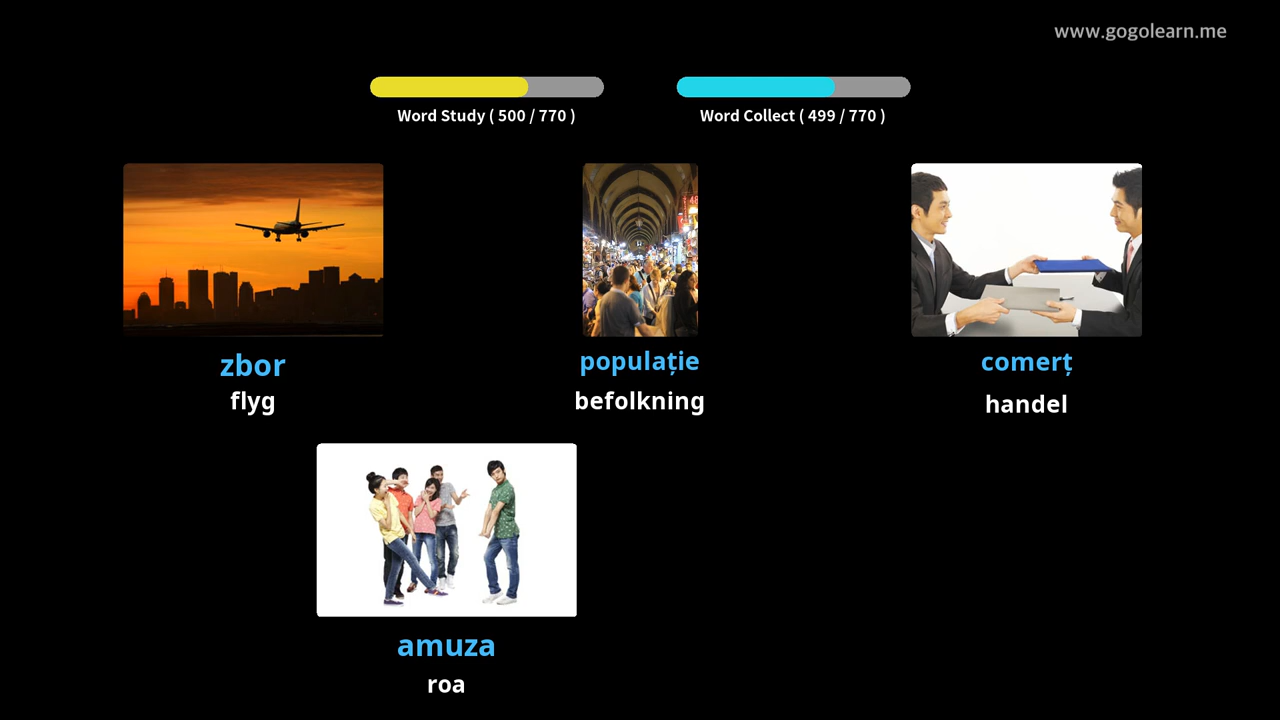 www.gogolearn.me
Word Study ( 500 / 770 )
Word Collect ( 499 / 770 )
zbor
flyg
populație
befolkning
comerț
handel
amuza
roa